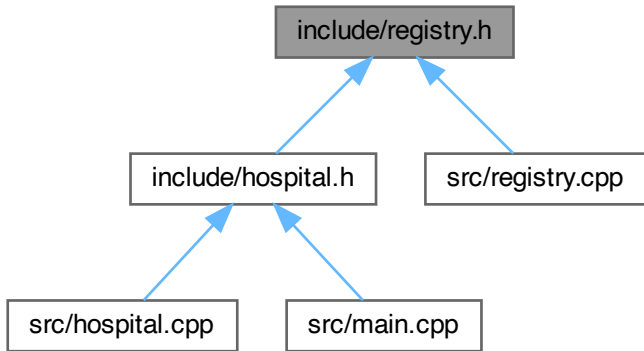 include/registry.h
include/hospital.h
src/registry.cpp
src/hospital.cpp
src/main.cpp